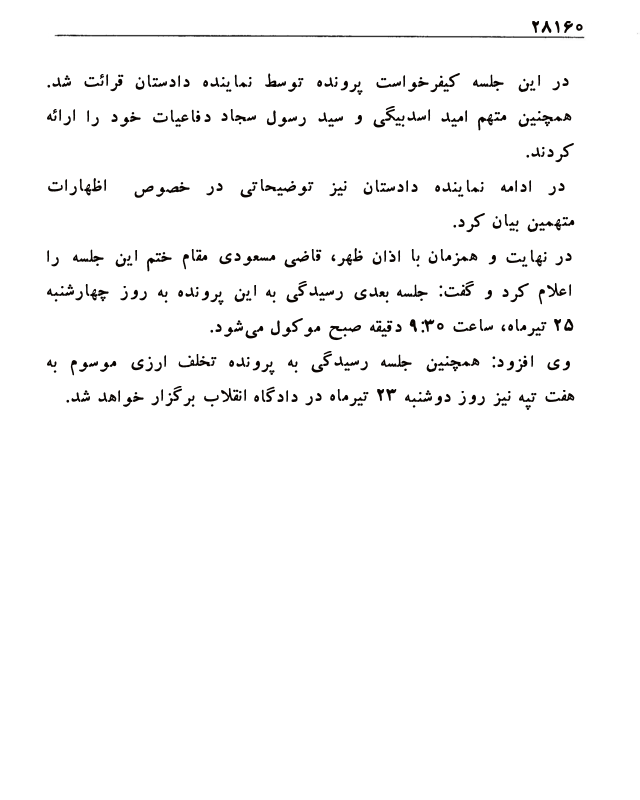 ۲۸۱۶۰
در این جلسه کیفرخواست پرونده توسط نماینده دادستان قرائت شد.
همچنین متهم امید اسدبیگی و سید رسول سجاد دفاعیات خود را ارائه
کردند.
در ادامه نماینده دادستان نیز توضیحاتی در خصوص اظهارات
متهمین بیان کرد.
در نهایت و همزمان با اذان ظهر، قاضی مسعودی مقام ختم این جلسه را
اعلام کرد و گفت: جلسه بعدی رسیدگی به این پرونده به روز چهارشنبه
۲۵ تیرماه، ساعت ۹:۳۰ دقیقه صبح موکول می‌شود.
وی افزود: همچنین جلسه رسیدگی به پرونده تخلف ارزی موسوم به
هفت تپه نیز روز دوشنبه ۲۳ تیرماه در دادگاه انقلاب برگزار خواهد شد.